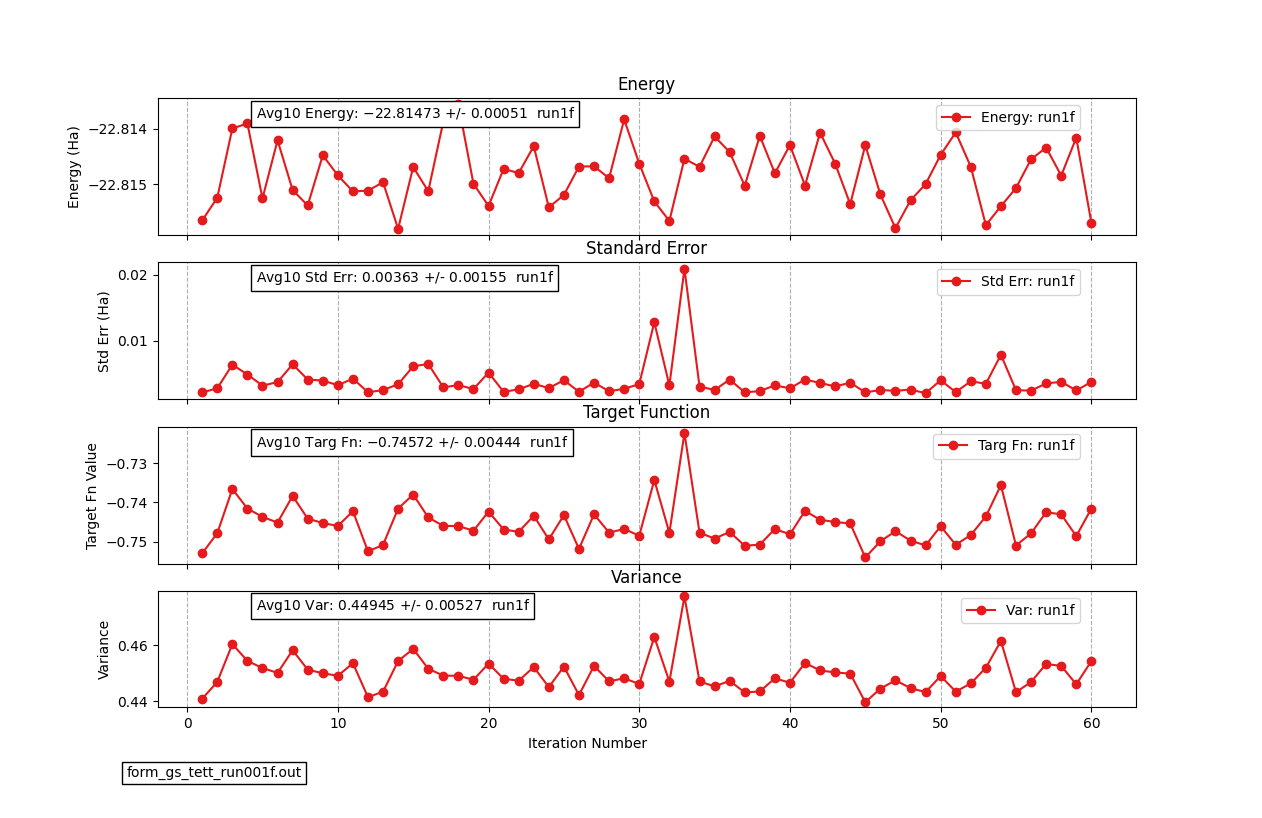 Energy
Avg10 Energy: −22.81473 +/- 0.00051 run1f
Energy: run1f
Energy (Ha)
−22.814
−22.815
Standard Error
Avg10 Std Err: 0.00363 +/- 0.00155 run1f
Std Err: run1f
Std Err (Ha)
0.02
0.01
Target Function
Avg10 Targ Fn: −0.74572 +/- 0.00444 run1f
Targ Fn: run1f
Target Fn Value
−0.73
−0.74
−0.75
Variance
Avg10 Var: 0.44945 +/- 0.00527 run1f
Var: run1f
Variance
0.46
0.44
0 10 20 30 40 50 60
Iteration Number
form_gs_tett_run001f.out